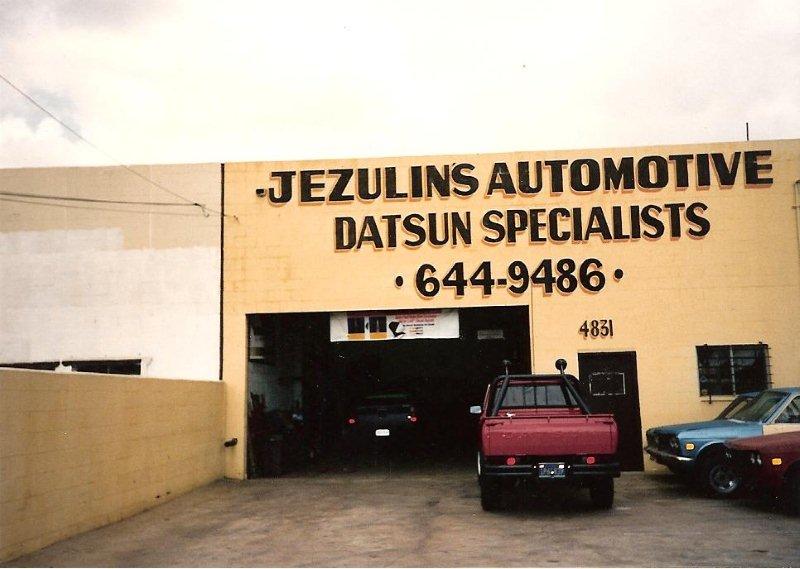 -JEZULIN'S AUTOMOTIVE
DATSUN SPECIALISTS
• 644-9486 •
4831